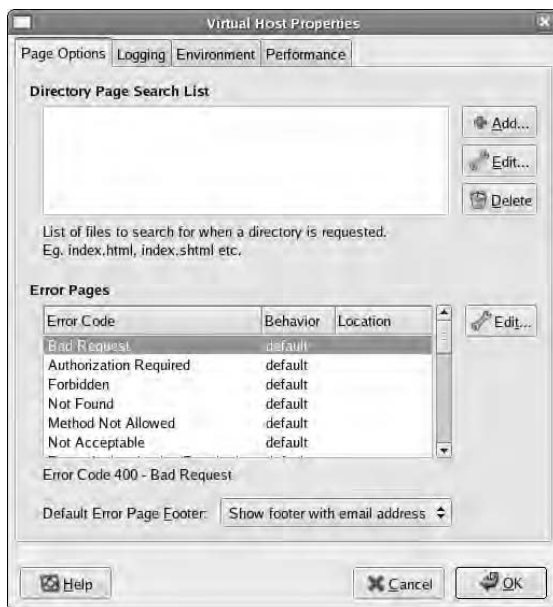 Virtual Host Properties
Page Options Logging Environment Performance
Directory Page Search List
Add...
Edit...
Delete
List of files to search for when a directory is requested.
Eg. index.html, index.shtml etc.
Error Pages
Error Code Behavior Location
Bad Request default
Authorization Required default
Forbidden default
Not Found default
Method Not Allowed default
Not Acceptable default
Edit...
Error Code 400 - Bad Request
Default Error Page Footer: Show footer with email address
Help Cancel OK